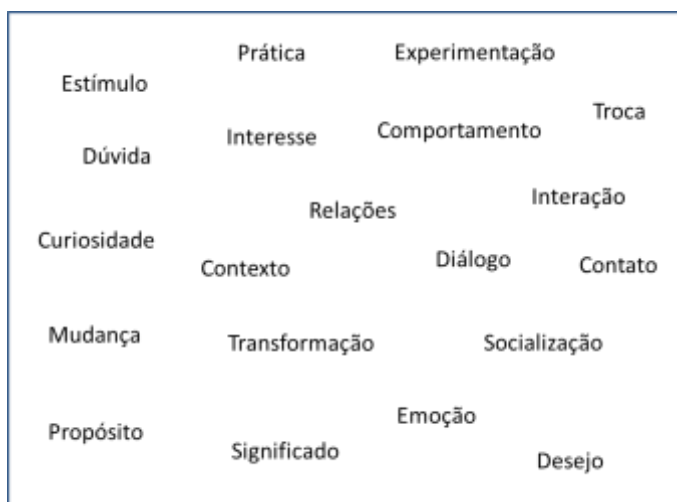 Prática
Experimentação
Estímulo
Troca
Interesse
Comportamento
Dúvida
Interação
Relações
Curiosidade
Contexto
Diálogo
Contato
Mudança
Transformação
Socialização
Emoção
Propósito
Significado
Desejo